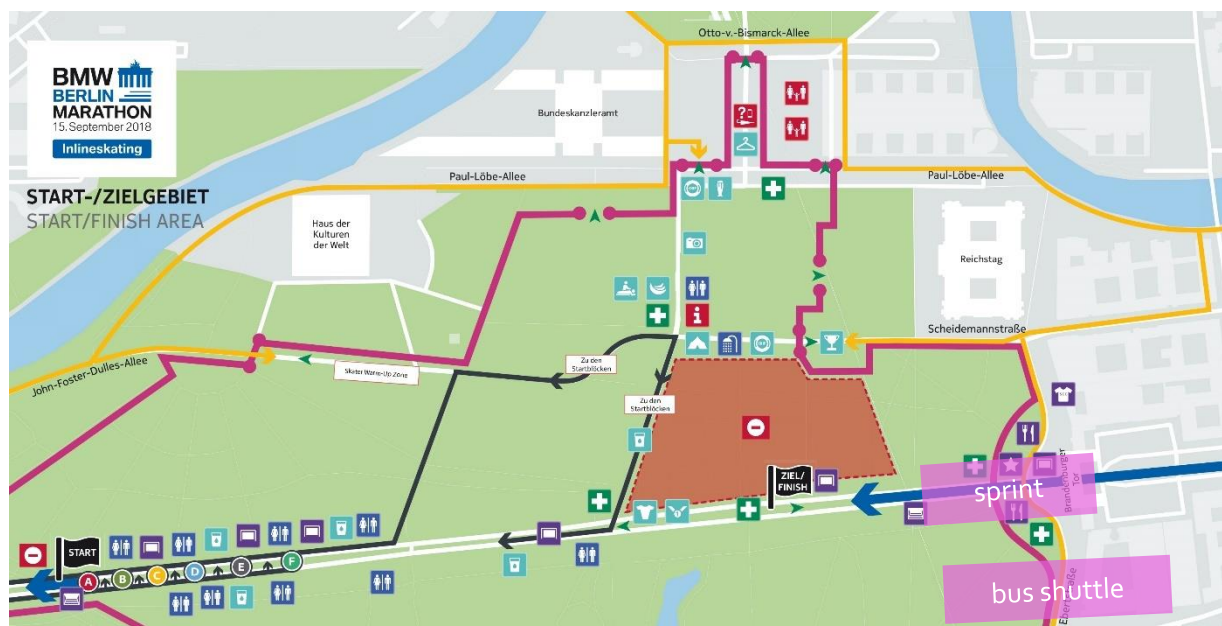 BMW
BERLIN
MARATHON
15. September 2018
Inlineskating
START-/ZIELGEBIET
START/FINISH AREA
Otto-v.-Bismarck-Allee
Bundeskanzleramt
Paul-Löbe-Allee
Paul-Löbe-Allee
Haus der
Kulturen
der Welt
Reichstag
Scheidemannstraße
John-Foster-Dulles-Allee
Skater Warm-Up Zone
Zu den
Startblöcken
Zu den
Startblöcken
ZIEL/
FINISH
sprint
Brandenburger
Tor
START
A
B
C
D
E
F
bus shuttle